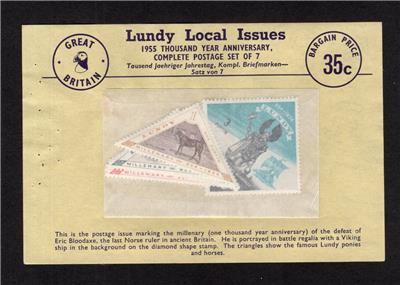 Lundy Local Issues
GREAT
BRITAIN
1955 THOUSAND YEAR ANNIVERSARY,
COMPLETE POSTAGE SET OF 7
Tausend Jaehriger Jahrestag, Kompl. Briefmarken—
Satz von 7
BARGAIN PRICE
35c
LUNDY
MILLENARY
MILLENARY
This is the postage issue marking the millenary (one thousand year anniversary) of the defeat of
Eric Bloodaxe, the last Norse ruler in ancient Britain. He is portrayed in battle regalia with a Viking
ship in the background on the diamond shape stamp. The triangles show the famous Lundy ponies
and horses.